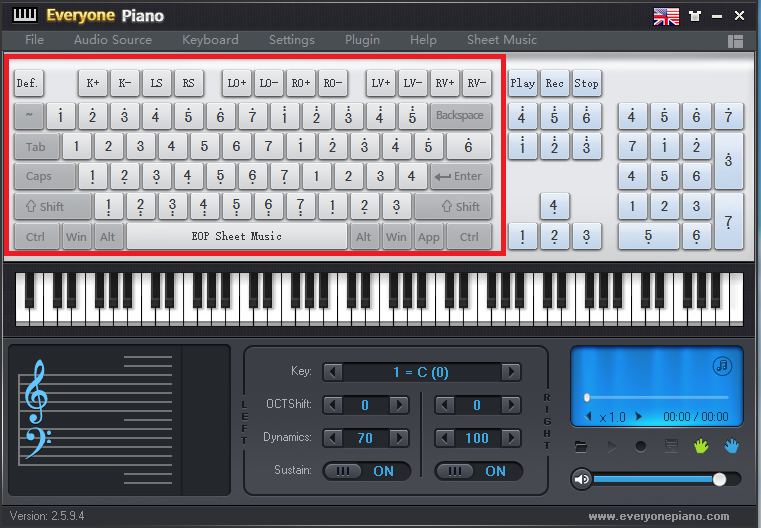 Everyone Piano
File Audio Source Keyboard Settings Plugin Help Sheet Music
Def. K+ K- LS RS LO+ LO- RO+ RO- LV+ LV- RV+ RV- Play Rec Stop
~ 1 2 3 4 5 6 7 1 2 3 4 5 Backspace 4 5 6 4 5 6 7
Tab 1 2 3 4 5 6 7 1 2 3 4 5 6 1 2 3 7 1 2 3
Caps 1 2 3 4 5 6 7 1 2 3 4 Enter 4 5 6
Shift 1 2 3 4 5 6 7 1 2 3 Shift 4 1 2 3 7
Ctrl Win Alt EOP Sheet Music Alt Win App Ctrl 1 2 3 5 6
Key: 1 = C (0)
LEFT
OCTShift: 0 0
Dynamics: 70 100
Sustain: ON ON
RIGHT
x 1.0 00:00 / 00:00
Version: 2.5.9.4 www.everyonepiano.com